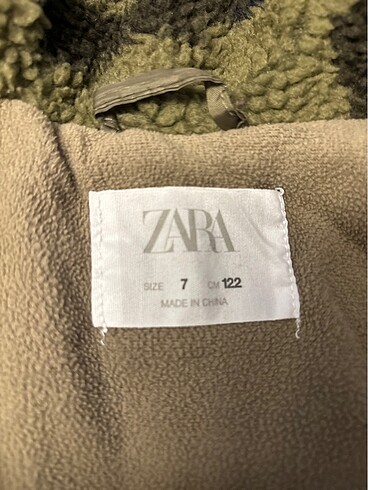 ZARA
SIZE 7 CM 122
MADE IN CHINA